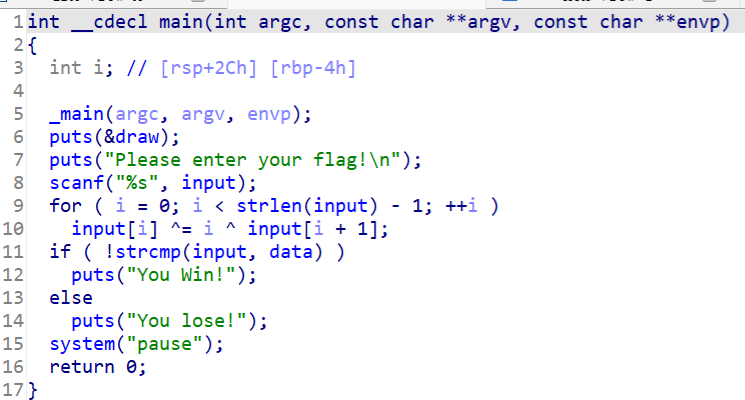 1 int __cdecl main(int argc, const char **argv, const char **envp)
2 {
3   int i; // [rsp+2Ch] [rbp-4h]
4
5   _main(argc, argv, envp);
6   puts(&draw);
7   puts("Please enter your flag!\n");
8   scanf("%s", input);
9   for ( i = 0; i < strlen(input) - 1; ++i )
10     input[i] ^= i ^ input[i + 1];
11   if ( !strcmp(input, data) )
12     puts("You Win!");
13   else
14     puts("You lose!");
15   system("pause");
16   return 0;
17 }